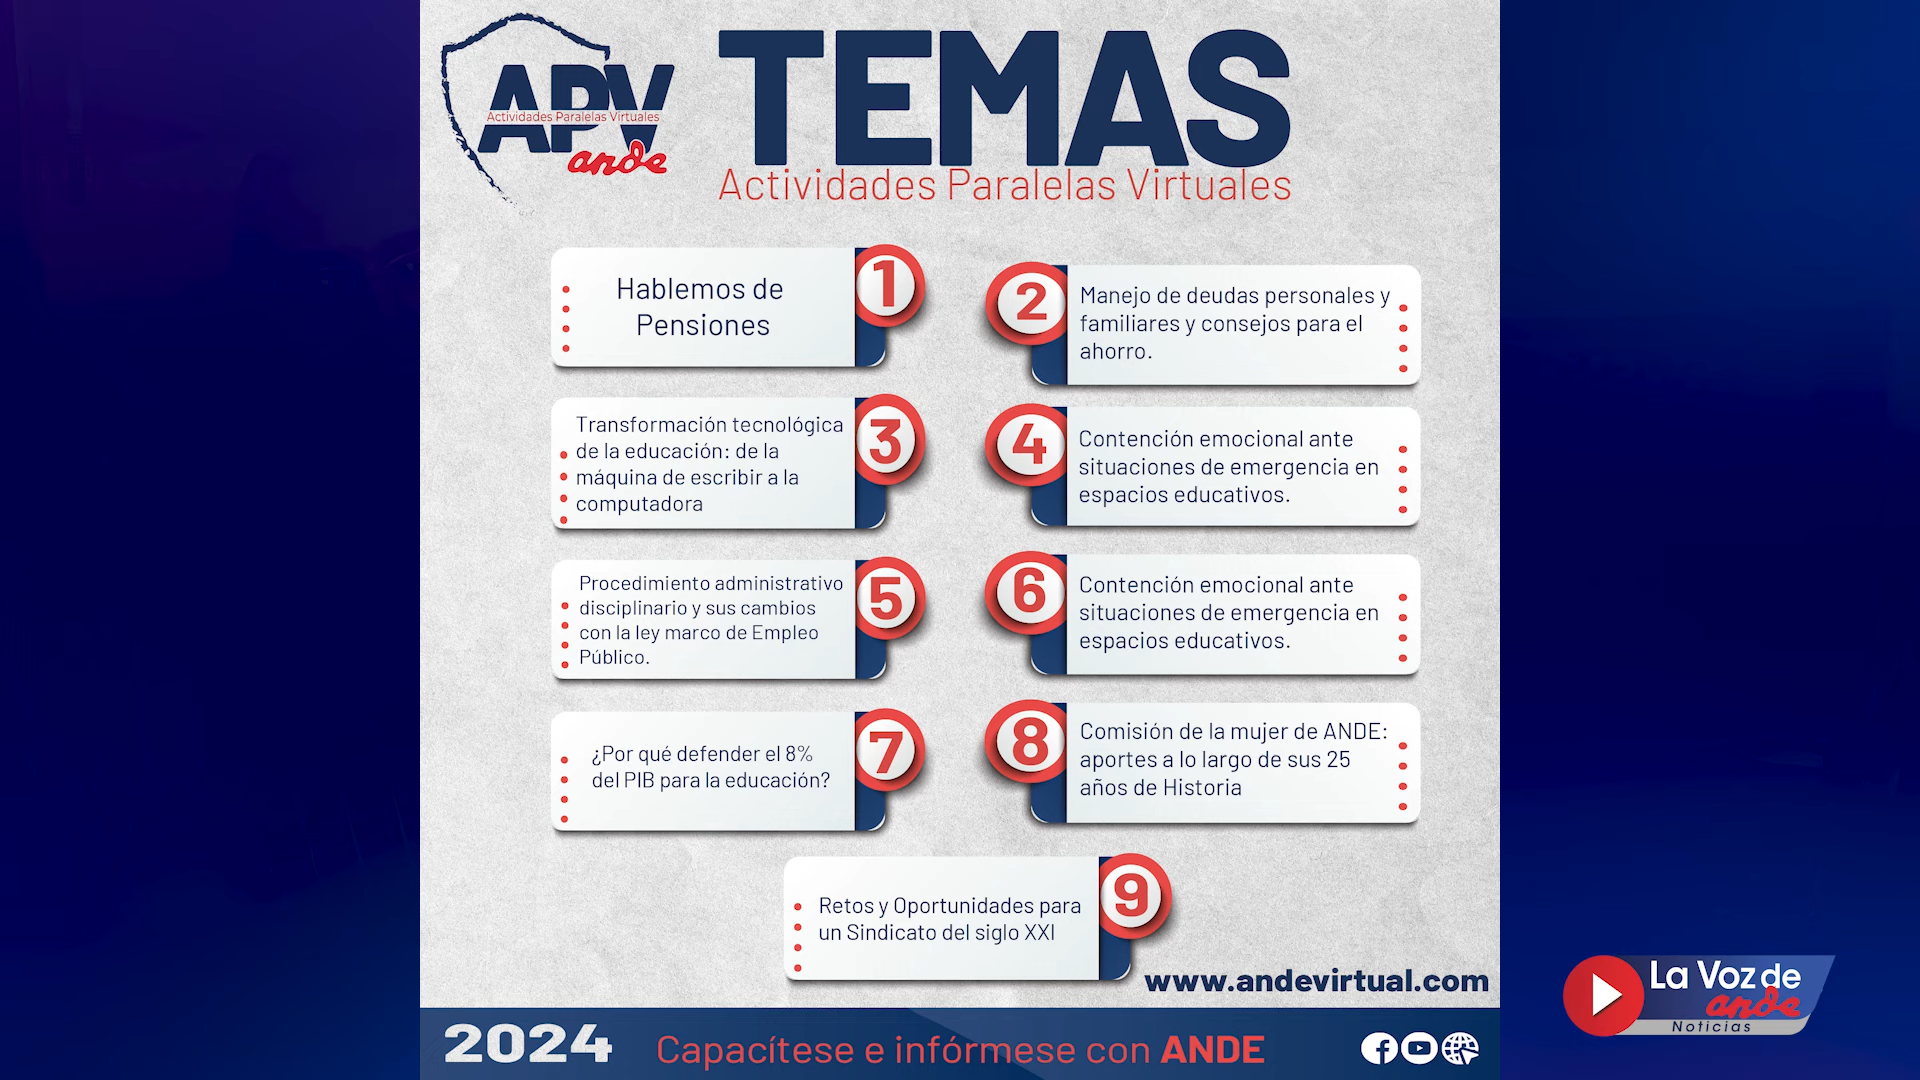 APV
Actividades Paralelas Virtuales
ande
TEMAS
Actividades Paralelas Virtuales
Hablemos de
Pensiones
1
2
Manejo de deudas personales y
familiares y consejos para el
ahorro.
Transformación tecnológica
de la educación: de la
máquina de escribir a la
computadora
3
4
Contención emocional ante
situaciones de emergencia en
espacios educativos.
Procedimiento administrativo
disciplinario y sus cambios
con la ley marco de Empleo
Público.
5
6
Contención emocional ante
situaciones de emergencia en
espacios educativos.
¿Por qué defender el 8%
del PIB para la educación?
7
8
Comisión de la mujer de ANDE:
aportes a lo largo de sus 25
años de Historia
Retos y Oportunidades para
un Sindicato del siglo XXI
9
www.andevirtual.com
2024
Capacítese e infórmese con ANDE
La Voz de
ande
Noticias